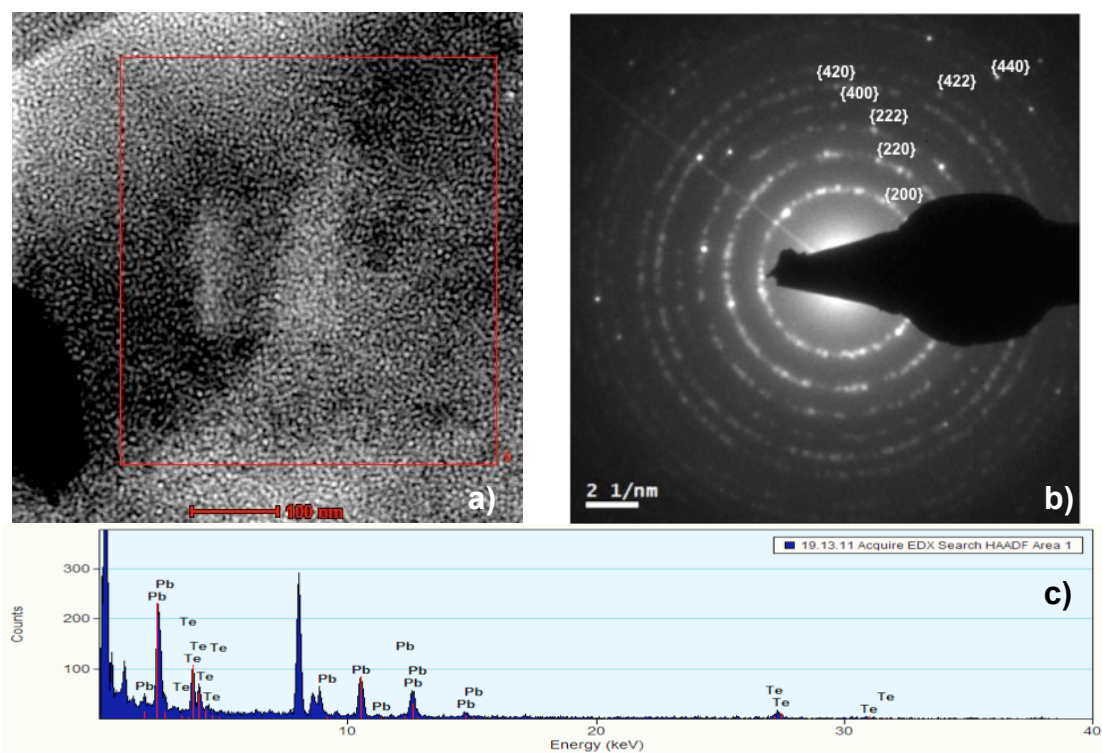 a)
100 nm
4
{420}
{400}
{422}
{440}
{222}
{220}
{200}
2 1/nm
b)
19.13.11 Acquire EDX Search HAADF Area 1
c)
Counts
300
200
100
Pb
Pb
Pb
Te
Te
Te
Te
Te
Te
Te
Pb
Pb
Pb
Pb
Pb
Pb
Pb
Pb
Te
Te
Te
Te
10
20
30
40
Energy (keV)